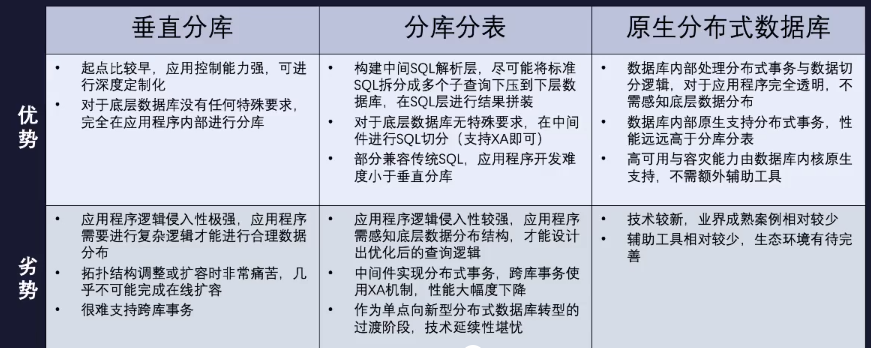 垂直分库
分库分表
原生分布式数据库
优势
• 起点比较早，应用控制能力强，可进
行深度定制化
• 对于底层数据库没有任何特殊要求，
完全在应用程序内部进行分库
• 构建中间SQL解析层，尽可能将标准
SQL拆分成多个子查询下压到下层数
据库，在SQL层进行结果拼装
• 对于底层数据库无特殊要求，在中间
件进行SQL切分（支持XA即可）
• 部分兼容传统SQL，应用程序开发难
度小于垂直分库
• 数据库内部处理分布式事务与数据切
分逻辑，对于应用程序完全透明，不
需感知底层数据分布
• 数据库内部原生支持分布式事务，性
能远远高于分库分表
• 高可用与容灾能力由数据库内核原生
支持，不需额外辅助工具
劣势
• 应用程序逻辑侵入性极强，应用程序
需要进行复杂逻辑才能进行合理数据
分布
• 拓扑结构调整或扩容时非常痛苦，几
乎不可能完成在线扩容
• 很难支持跨库事务
• 应用程序逻辑侵入性较强，应用程序
需感知底层数据分布结构，才能设计
出优化后的查询逻辑
• 中间件实现分布式事务，跨库事务使
用XA机制，性能大幅度下降
• 作为单点向新型分布式数据库转型的
过渡阶段，技术延续性堪忧
• 技术较新，业界成熟案例相对较少
• 辅助工具相对较少，生态环境有待完
善